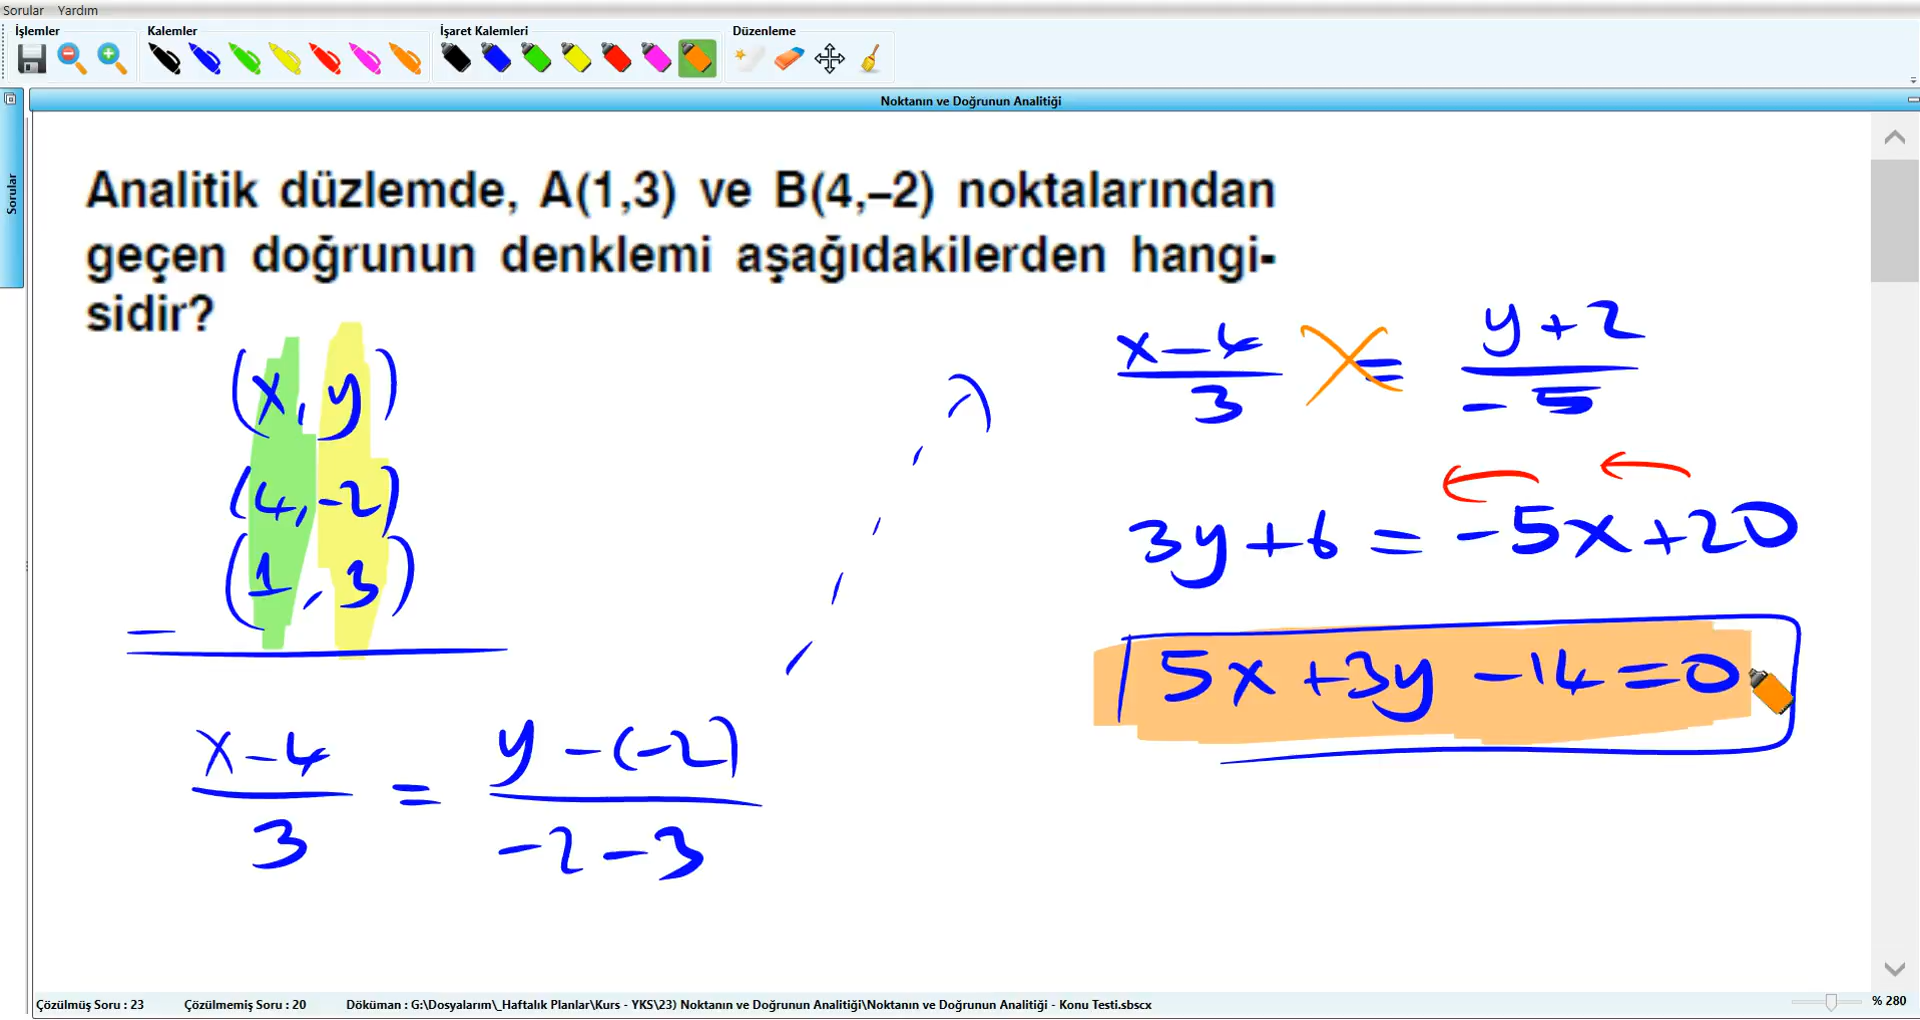 Sorular Yardım
İşlemler Kalemler İşaret Kalemleri Düzenleme
Noktanın ve Doğrunun Analitiği
Sorular
Analitik düzlemde, A(1,3) ve B(4,–2) noktalarından
geçen doğrunun denklemi aşağıdakilerden hangi-
sidir?
(x, y)
(4, -2)
(1, 3)
-
x-4 / 3 = y-(-2) / -2-3
x-4 / 3 = y+2 / -5
3y+6 = -5x+20
5x+3y-14=0
Çözülmüş Soru : 23 Çözülmemiş Soru : 20 Döküman : G:\Dosyalarım\_Haftalık Planlar\Kurs - YKS\23) Noktanın ve Doğrunun Analitiği\Noktanın ve Doğrunun Analitiği - Konu Testi.sbscx % 280